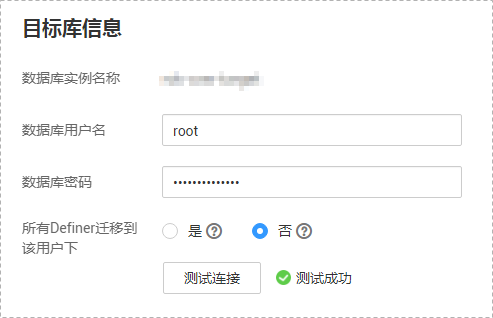 目标库信息
数据库实例名称
数据库用户名 root
数据库密码 ••••••••••••••
所有Definer迁移到 是 ? 否 ?
该用户下
测试连接 测试成功